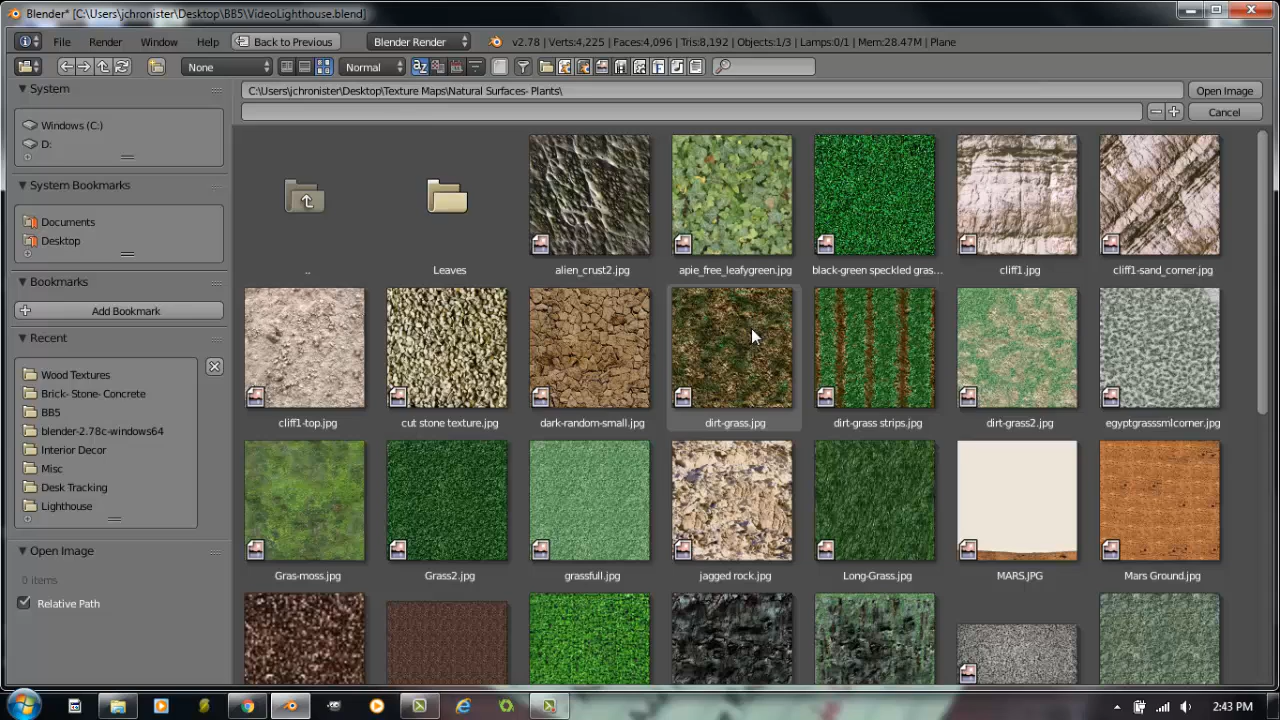 Blender* [C:\Users\jchronister\Desktop\BB5\VideoLighthouse.blend]
File Render Window Help Back to Previous Blender Render v2.78 | Verts:4,225 | Faces:4,096 | Tris:8,192 | Objects:1/3 | Lamps:0/1 | Mem:28.47M | Plane
None Normal
System
Windows (C:)
D:
System Bookmarks
Documents
Desktop
Bookmarks
Add Bookmark
Recent
Wood Textures
Brick- Stone- Concrete
BB5
blender-2.78c-windows64
Interior Decor
Misc
Desk Tracking
Lighthouse
Open Image
0 items
Relative Path
C:\Users\jchronister\Desktop\Texture Maps\Natural Surfaces- Plants\ Open Image
Cancel
.. Leaves alien_crust2.jpg apie_free_leafygreen.jpg black-green speckled gras... cliff1.jpg cliff1-sand_corner.jpg
cliff1-top.jpg cut stone texture.jpg dark-random-small.jpg dirt-grass.jpg dirt-grass strips.jpg dirt-grass2.jpg egyptgrasssmlcorner.jpg
Gras-moss.jpg Grass2.jpg grassfull.jpg jagged rock.jpg Long-Grass.jpg MARS.JPG Mars Ground.jpg
2:43 PM